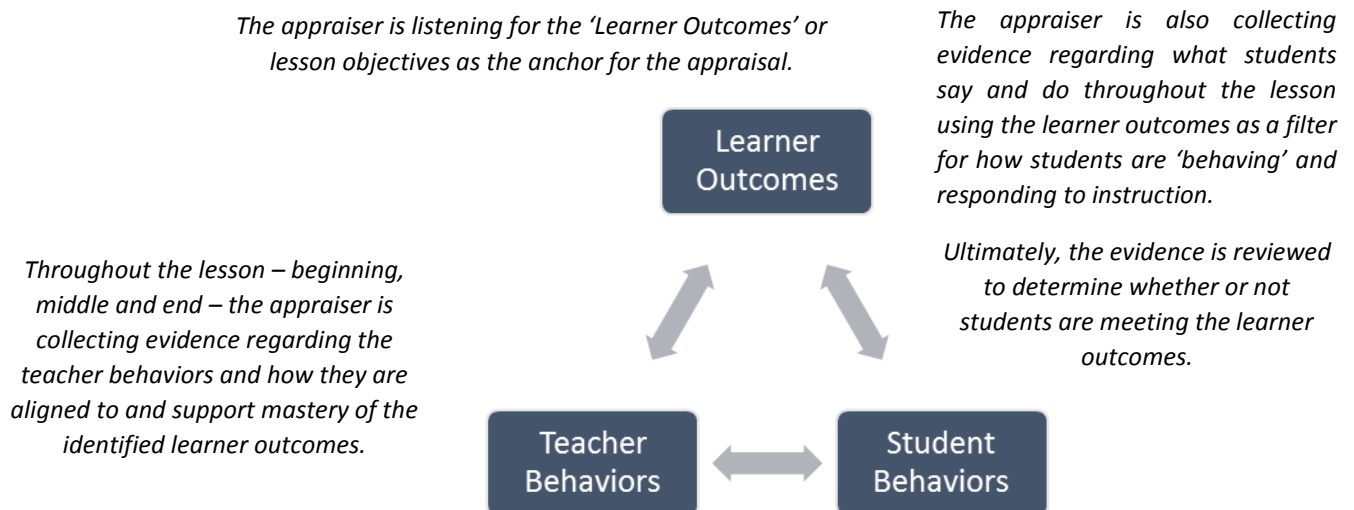 The appraiser is listening for the ‘Learner Outcomes’ or
lesson objectives as the anchor for the appraisal.
The appraiser is also collecting
evidence regarding what students
say and do throughout the lesson
using the learner outcomes as a filter
for how students are ‘behaving’ and
responding to instruction.
Learner
Outcomes
Ultimately, the evidence is reviewed
to determine whether or not
students are meeting the learner
outcomes.
Throughout the lesson – beginning,
middle and end – the appraiser is
collecting evidence regarding the
teacher behaviors and how they are
aligned to and support mastery of the
identified learner outcomes.
Teacher
Behaviors
Student
Behaviors